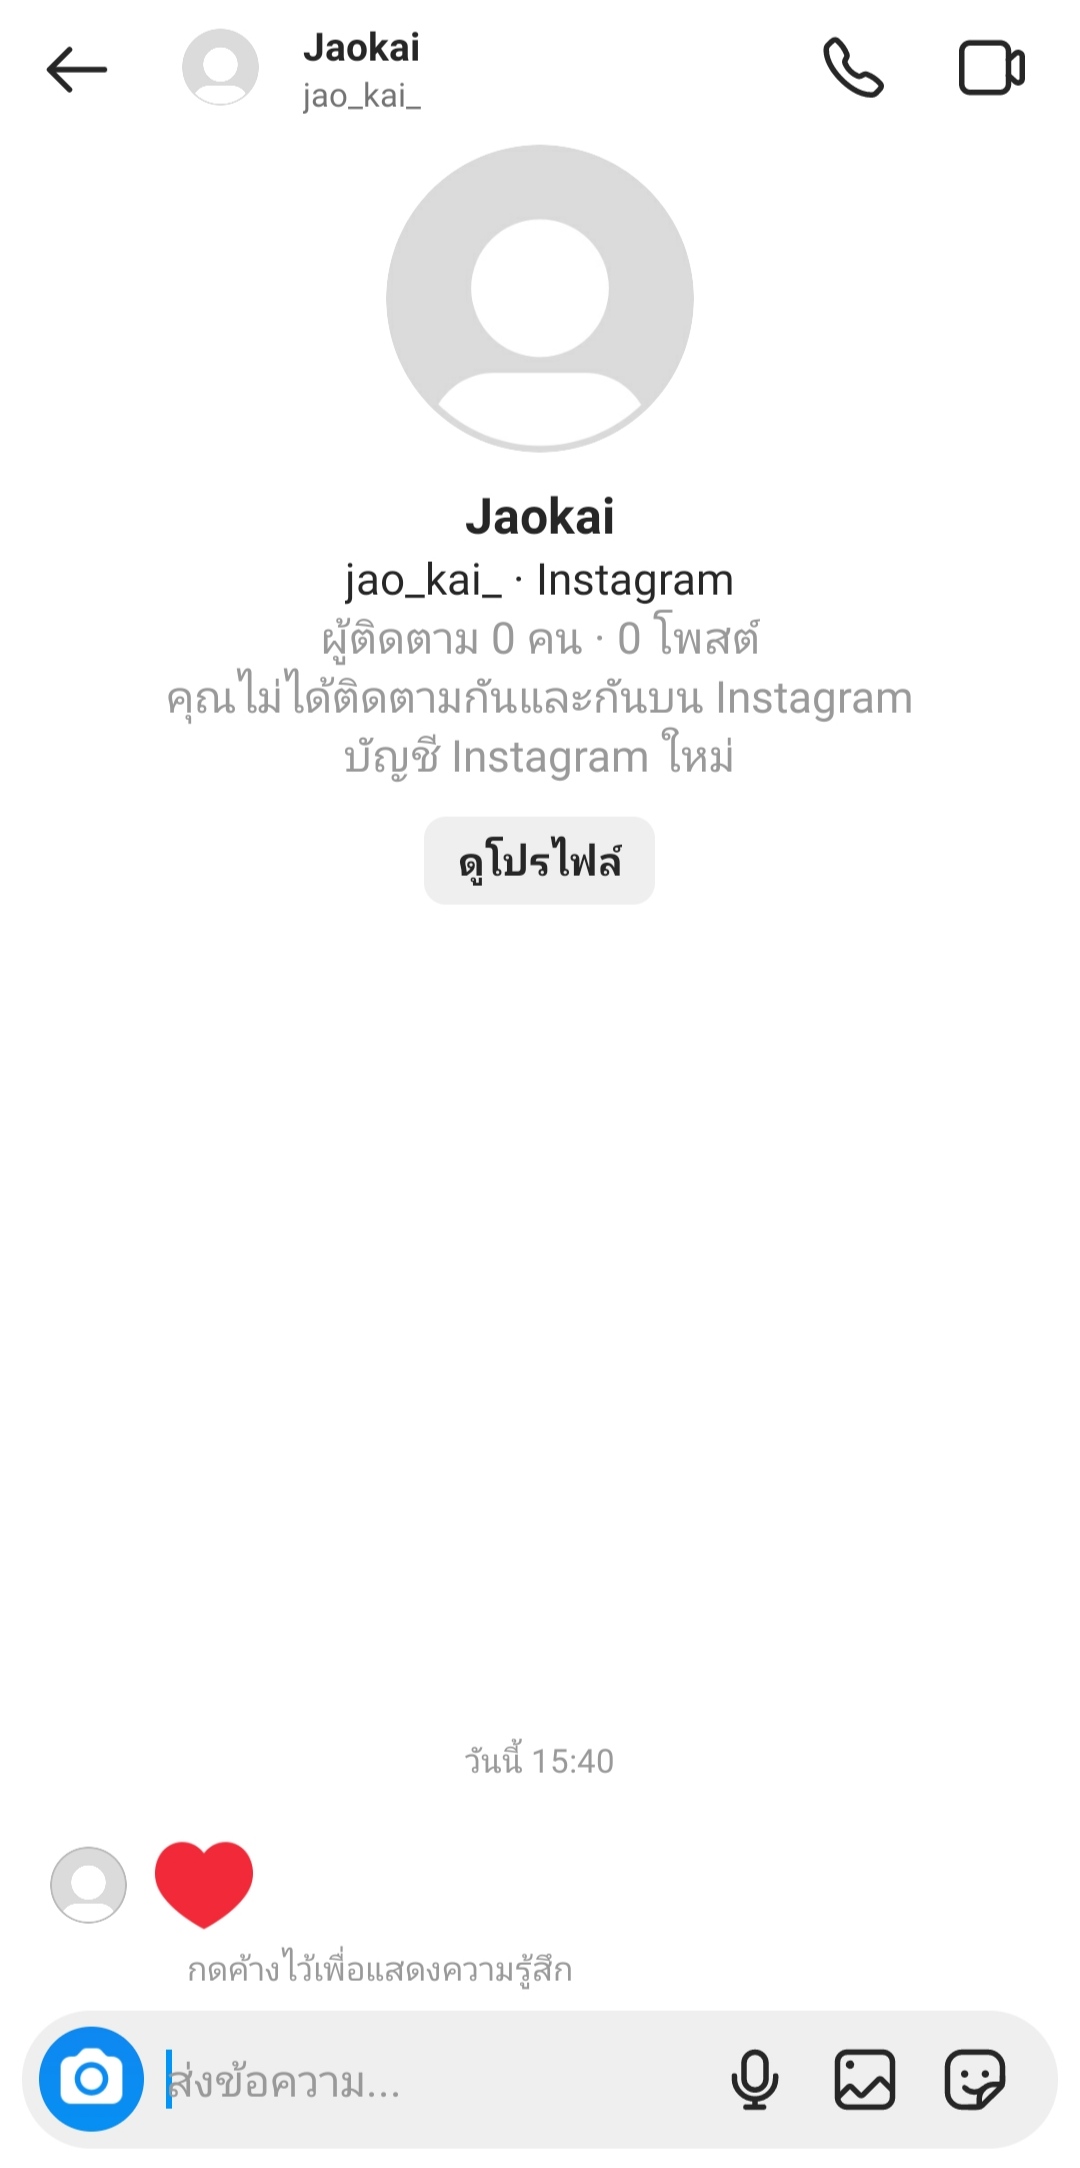 Jaokai
jao_kai_
Jaokai
jao_kai_ · Instagram
ผู้ติดตาม 0 คน · 0 โพสต์
คุณไม่ได้ติดตามกันและกันบน Instagram
บัญชี Instagram ใหม่
ดูโปรไฟล์
วันนี้ 15:40
กดค้างไว้เพื่อแสดงความรู้สึก
ส่งข้อความ...